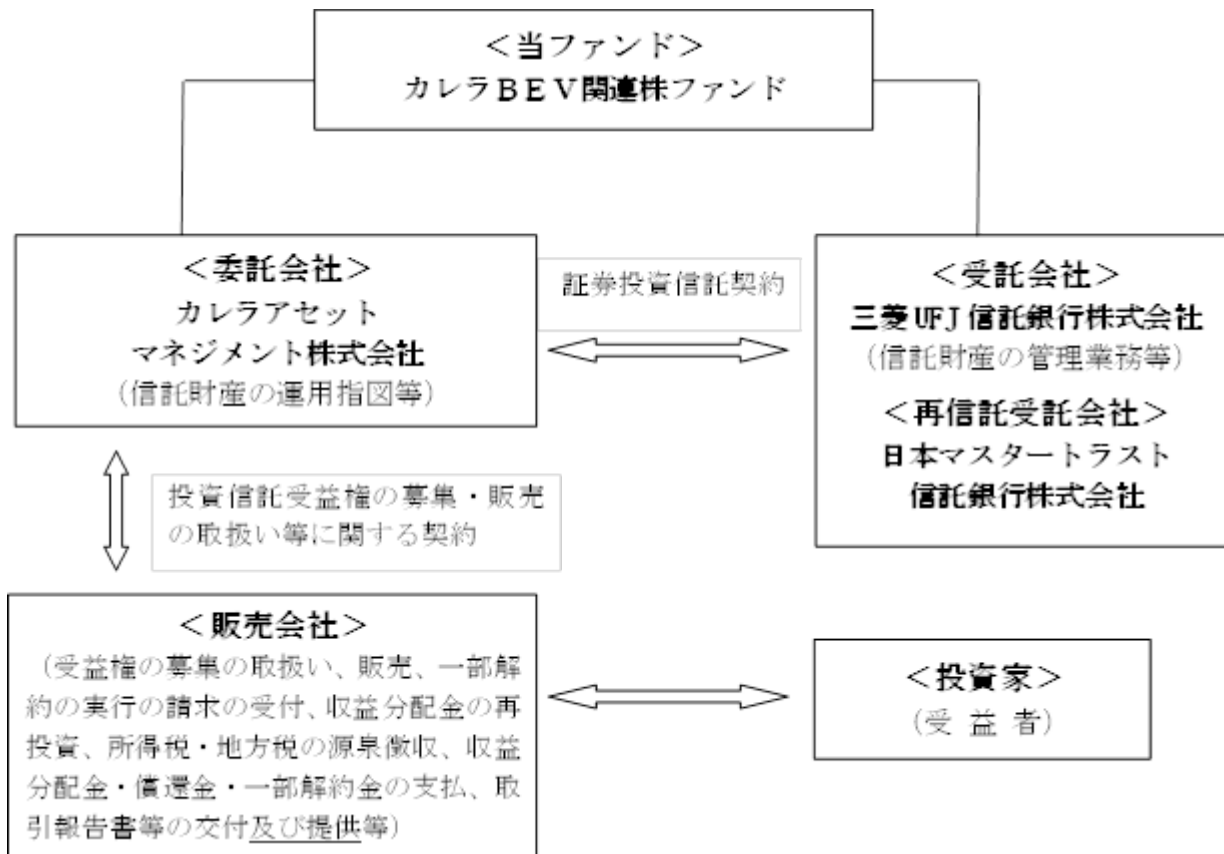 ＜当ファンド＞
カレラＢＥＶ関連株ファンド
＜委託会社＞
カレラアセット
マネジメント株式会社
（信託財産の運用指図等）
証券投資信託契約
＜受託会社＞
三菱UFJ信託銀行株式会社
（信託財産の管理業務等）
＜再信託受託会社＞
日本マスタートラスト
信託銀行株式会社
投資信託受益権の募集・販売
の取扱い等に関する契約
＜販売会社＞
（受益権の募集の取扱い、販売、一部解
約の実行の請求の受付、収益分配金の再
投資、所得税・地方税の源泉徴収、収益
分配金・償還金・一部解約金の支払、取
引報告書等の交付及び提供等）
＜投資家＞
（受 益 者）